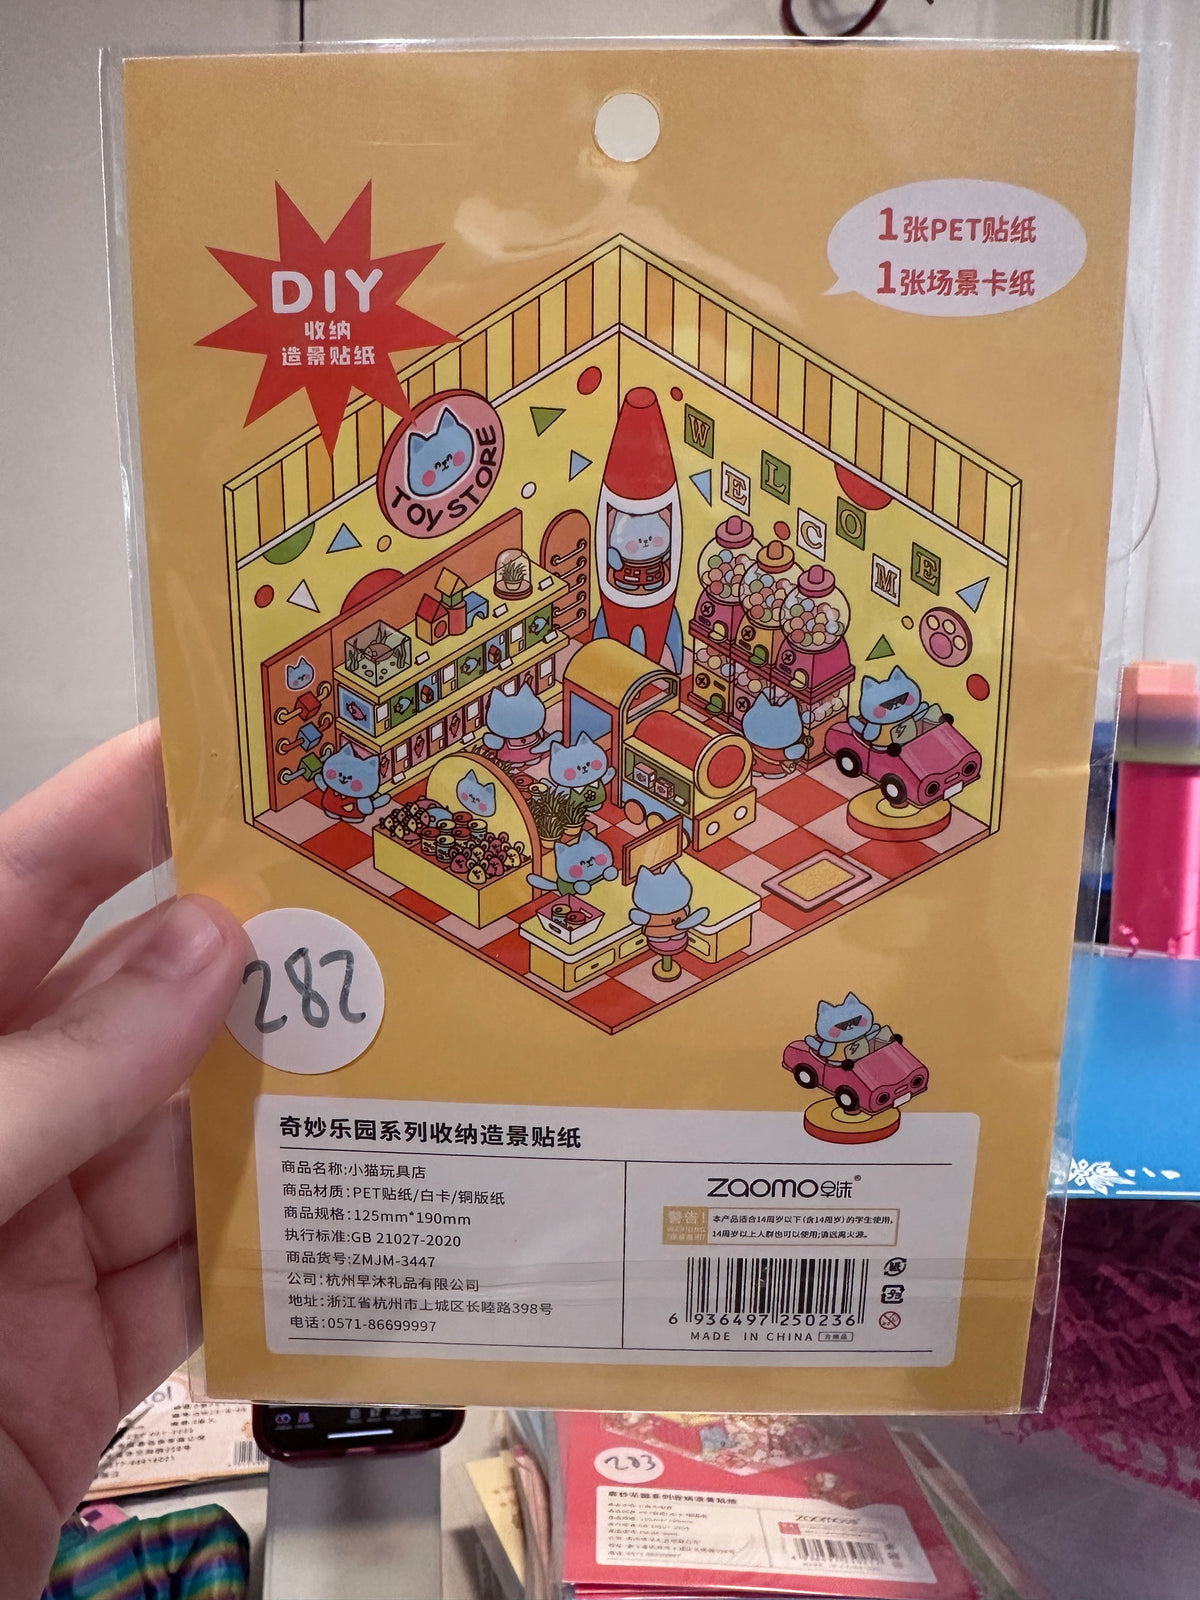 DIY
收纳
造景贴纸
1张PET贴纸
1张场景卡纸
TOY STORE
WELCOME
282
奇妙乐园系列收纳造景贴纸
商品名称:小猫玩具店
商品材质:PET贴纸/白卡/铜版纸
商品规格:125mm*190mm
执行标准:GB 21027-2020
商品货号:ZMJM-3447
公司:杭州早沐礼品有限公司
地址:浙江省杭州市上城区长睦路398号
电话:0571-86699997
zaomo早沐®
警告!
本产品适合14周岁以下(含14周岁)的学生使用,
14周岁以上人群也可以使用;请远离火源。
6 936497 250236
MADE IN CHINA 合格品
283